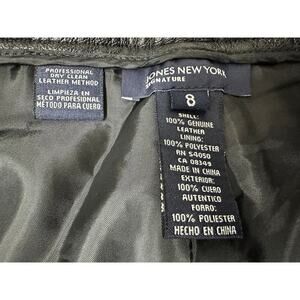 PROFESSIONAL
DRY CLEAN
LEATHER METHOD
LIMPIEZA EN
SECO PROFESIONAL
METODO PARA CUERO
JONES NEW YORK
SIGNATURE
8
SHELL:
100% GENUINE
LEATHER
LINING:
100% POLYESTER
RN 54050
CA 08349
MADE IN CHINA
EXTERIOR:
100% CUERO
AUTENTICO
FORRO:
100% POLIESTER
HECHO EN CHINA